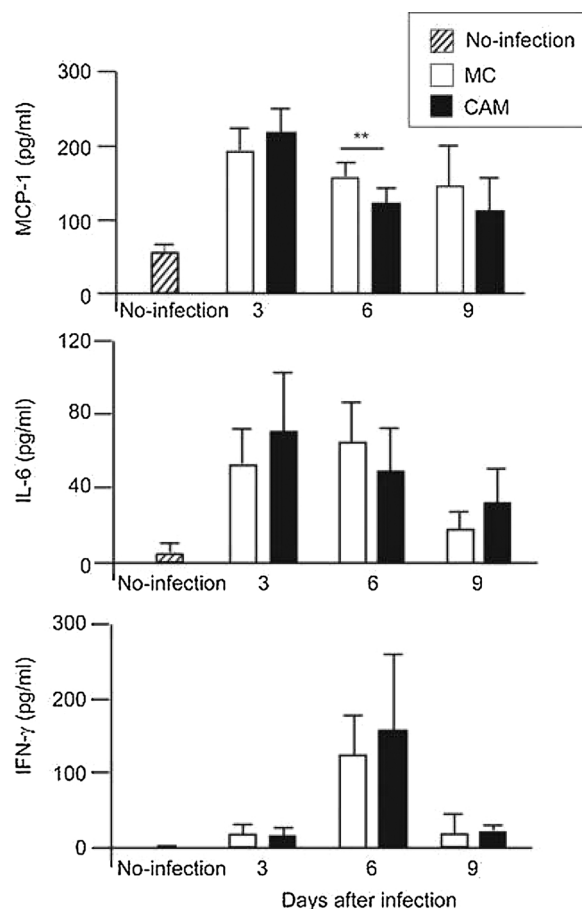 No-infection
MC
CAM
MCP-1 (pg/ml)
300
200
100
0
**
No-infection 3 6 9
IL-6 (pg/ml)
120
80
40
0
No-infection 3 6 9
IFN-γ (pg/ml)
300
200
100
0
No-infection 3 6 9
Days after infection